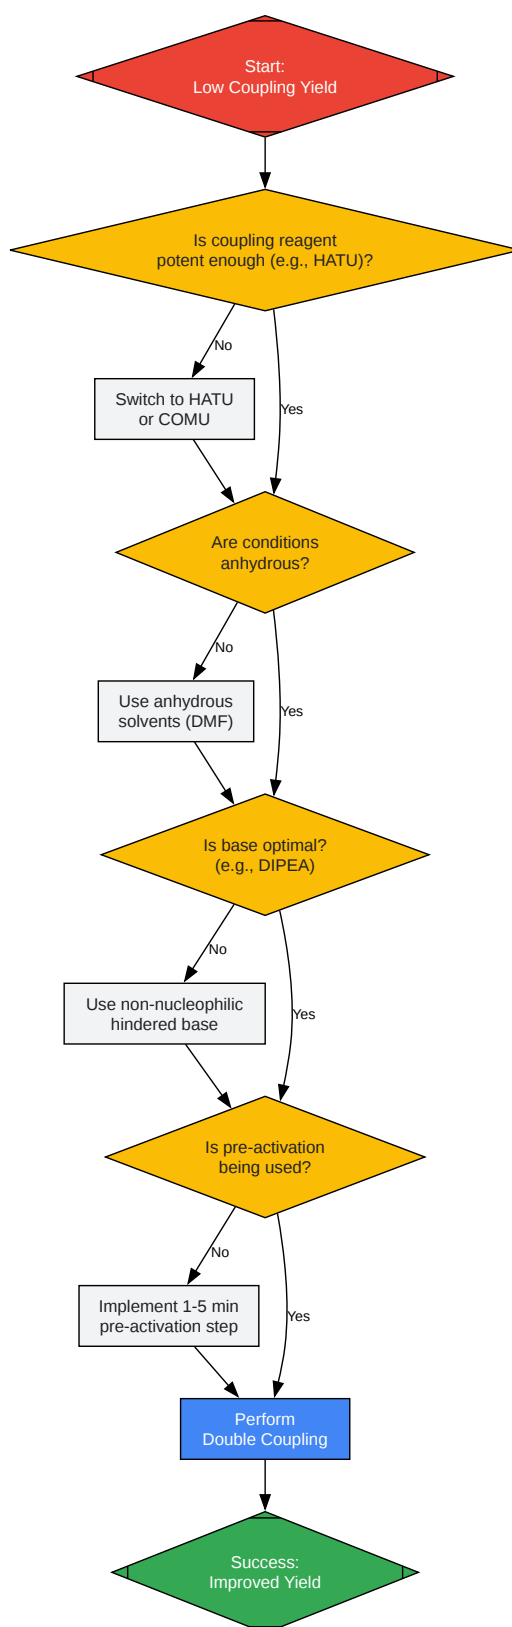 Start:
Low Coupling Yield
Is coupling reagent
potent enough (e.g., HATU)?
No
Yes
Switch to HATU
or COMU
Are conditions
anhydrous?
No
Yes
Use anhydrous
solvents (DMF)
Is base optimal?
(e.g., DIPEA)
No
Yes
Use non-nucleophilic
hindered base
Is pre-activation
being used?
No
Yes
Implement 1-5 min
pre-activation step
Perform
Double Coupling
Success:
Improved Yield